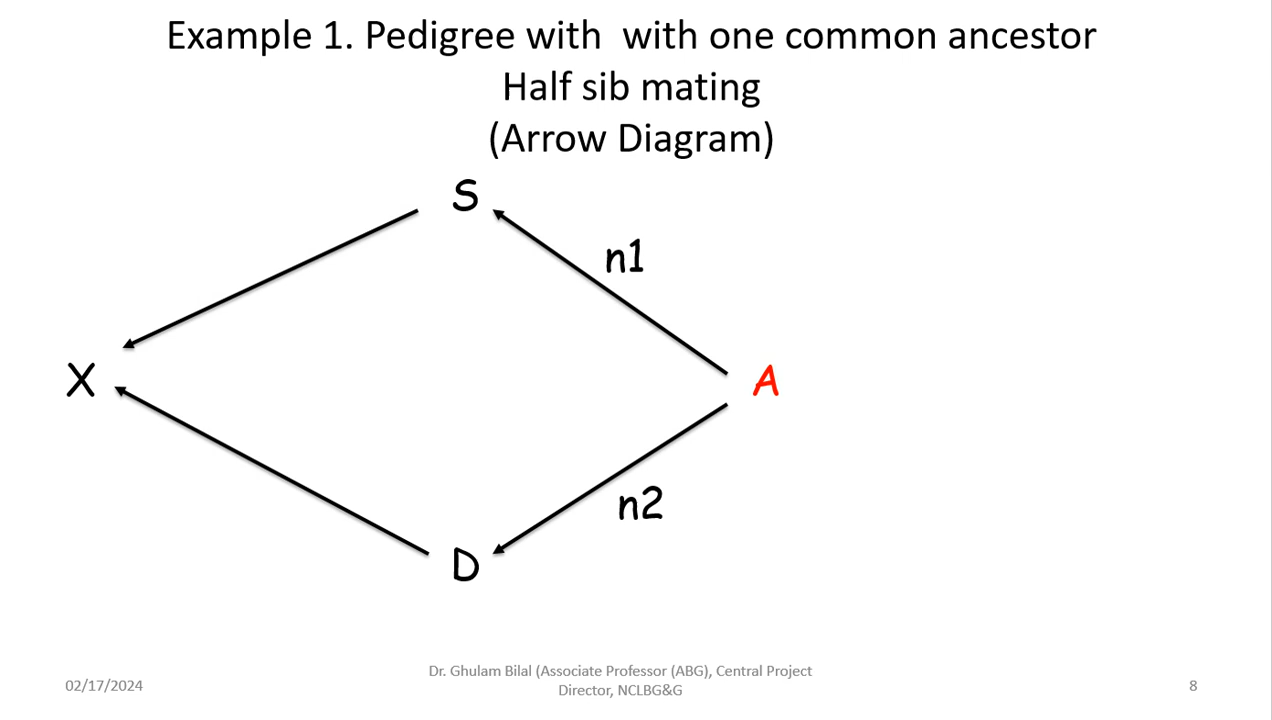 Example 1. Pedigree with  with one common ancestor
Half sib mating
(Arrow Diagram)
S
n1
X
A
n2
D
02/17/2024
Dr. Ghulam Bilal (Associate Professor (ABG), Central Project
Director, NCLBG&G
8